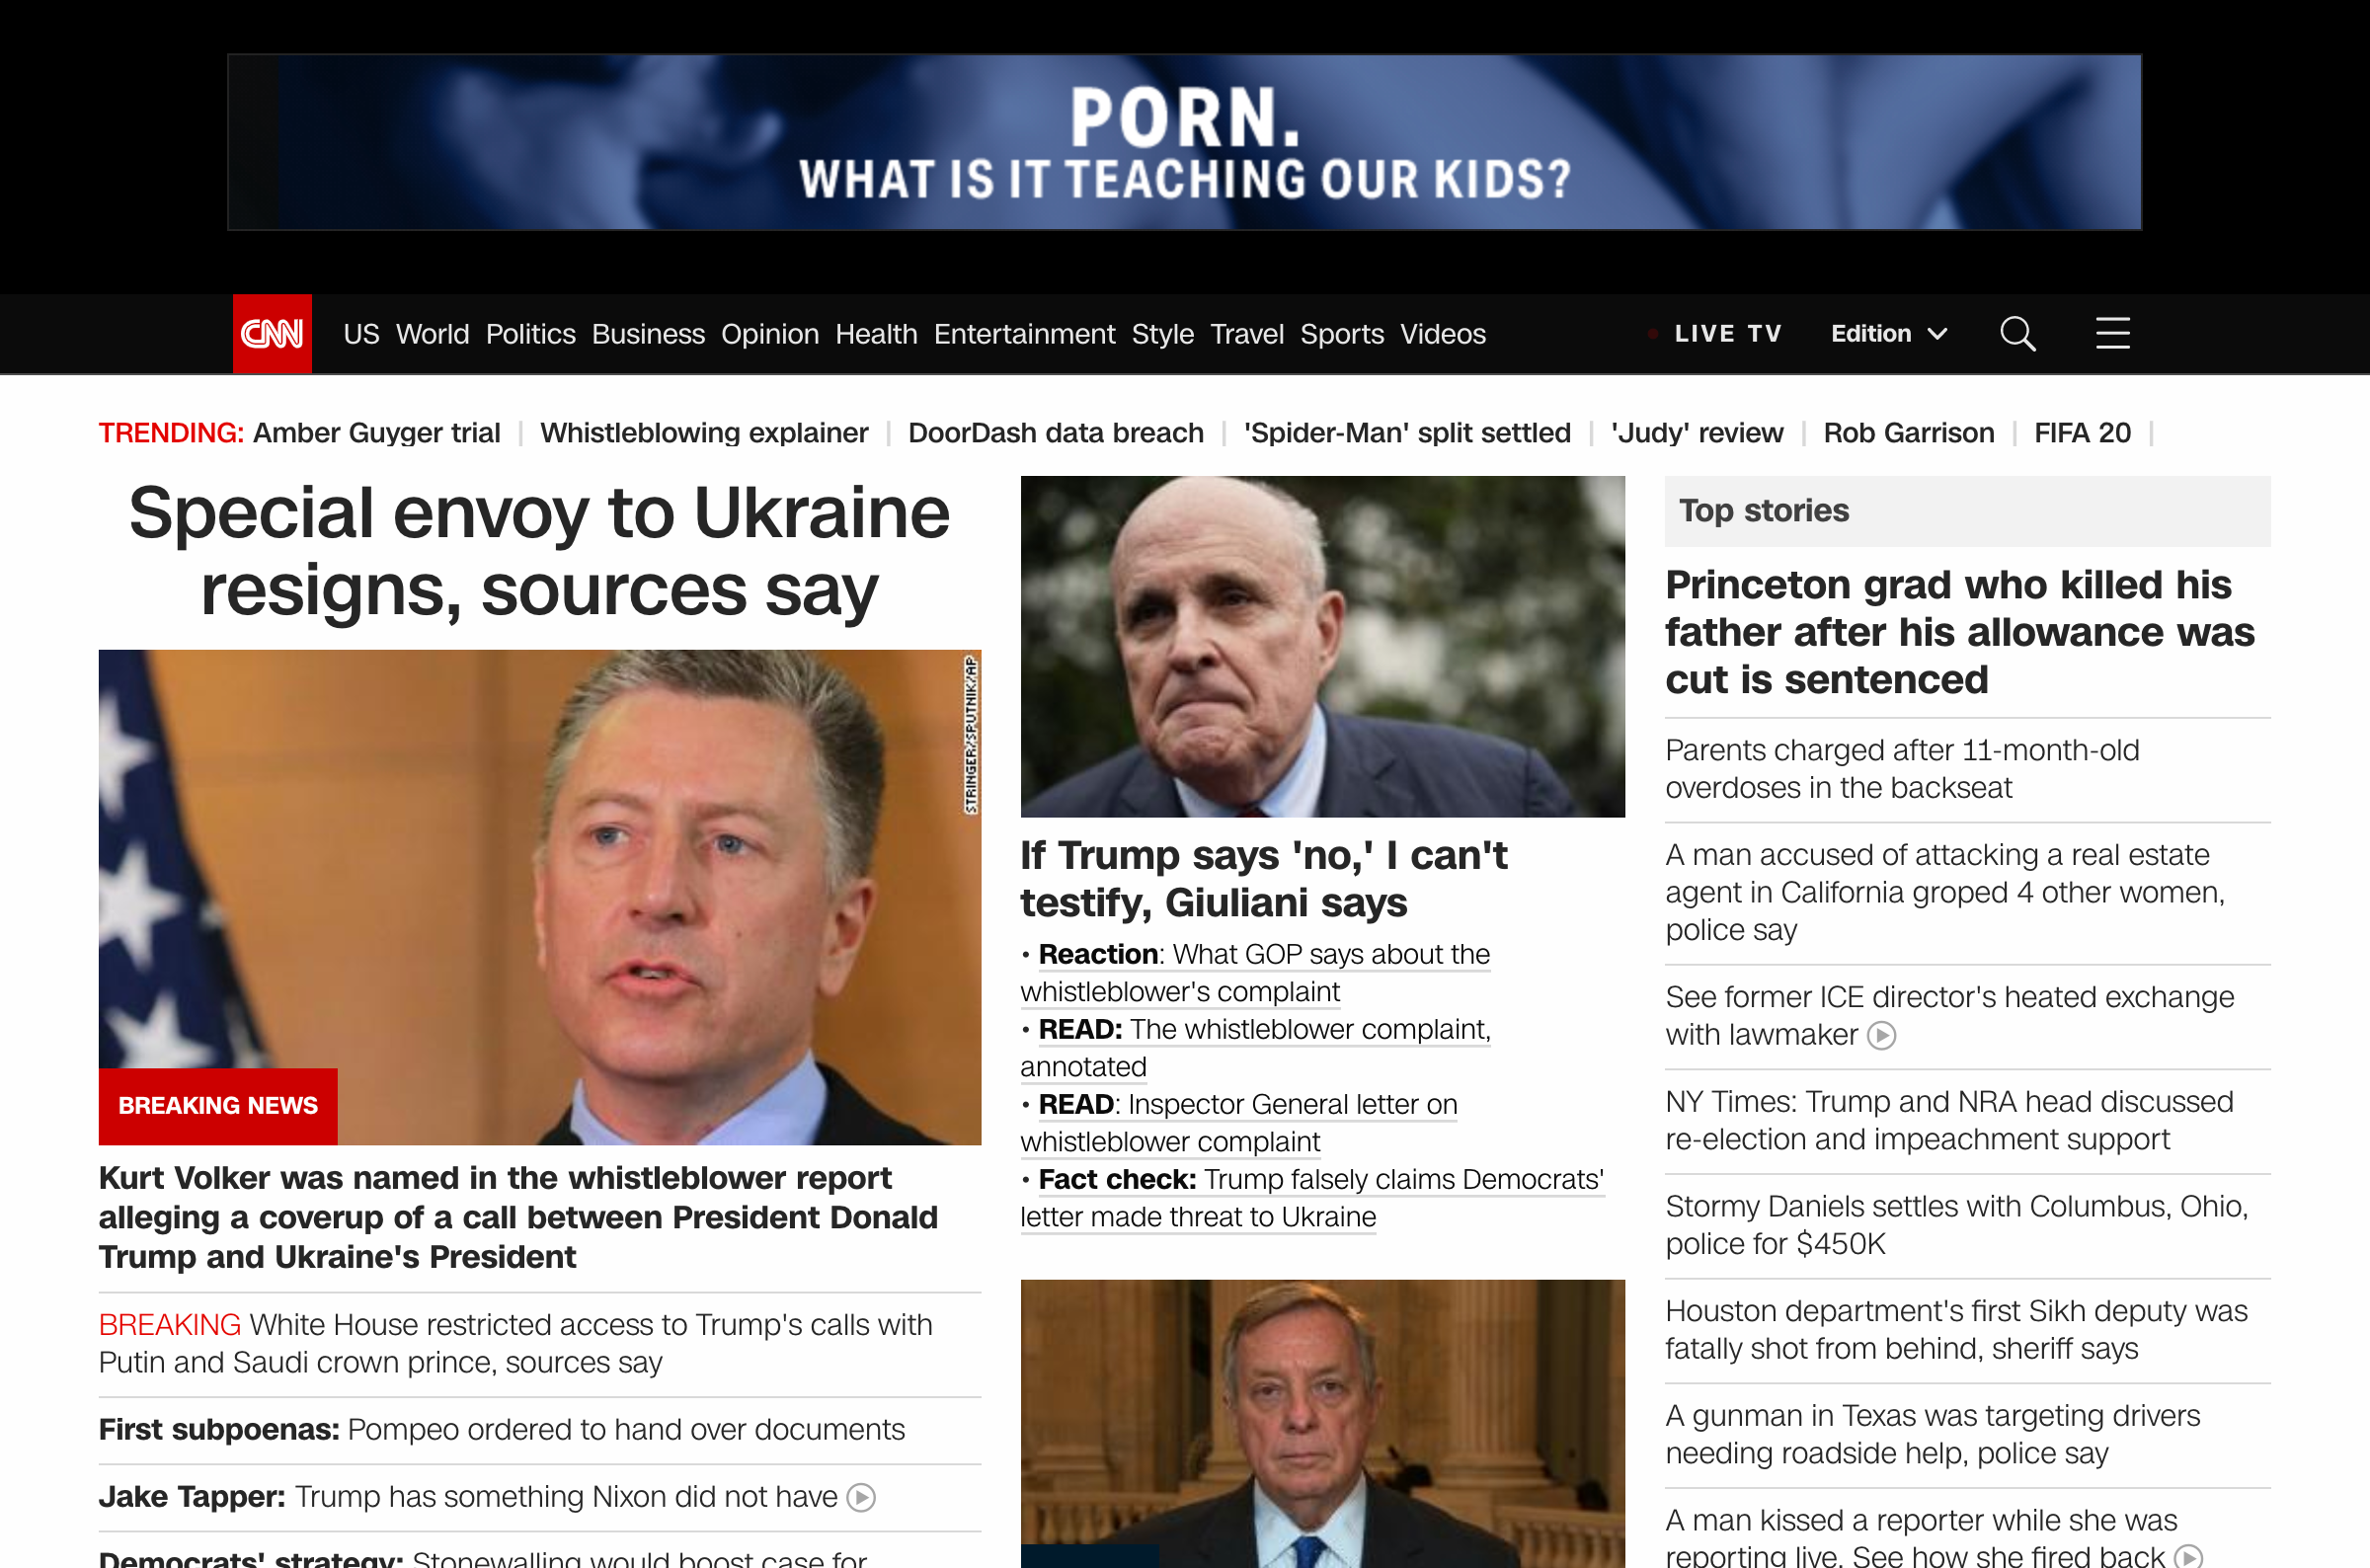 PORN.
WHAT IS IT TEACHING OUR KIDS?
CNN US World Politics Business Opinion Health Entertainment Style Travel Sports Videos LIVE TV Edition
TRENDING: Amber Guyger trial | Whistleblowing explainer | DoorDash data breach | 'Spider-Man' split settled | 'Judy' review | Rob Garrison | FIFA 20 |
Special envoy to Ukraine
resigns, sources say
STRINGER/SPUTNIK/AP
BREAKING NEWS
Kurt Volker was named in the whistleblower report
alleging a coverup of a call between President Donald
Trump and Ukraine's President
BREAKING White House restricted access to Trump's calls with
Putin and Saudi crown prince, sources say
First subpoenas: Pompeo ordered to hand over documents
Jake Tapper: Trump has something Nixon did not have
Democrats' strategy: Stonewalling would boost case for
If Trump says 'no,' I can't
testify, Giuliani says
• Reaction: What GOP says about the
whistleblower's complaint
• READ: The whistleblower complaint,
annotated
• READ: Inspector General letter on
whistleblower complaint
• Fact check: Trump falsely claims Democrats'
letter made threat to Ukraine
Top stories
Princeton grad who killed his
father after his allowance was
cut is sentenced
Parents charged after 11-month-old
overdoses in the backseat
A man accused of attacking a real estate
agent in California groped 4 other women,
police say
See former ICE director's heated exchange
with lawmaker
NY Times: Trump and NRA head discussed
re-election and impeachment support
Stormy Daniels settles with Columbus, Ohio,
police for $450K
Houston department's first Sikh deputy was
fatally shot from behind, sheriff says
A gunman in Texas was targeting drivers
needing roadside help, police say
A man kissed a reporter while she was
reporting live. See how she fired back